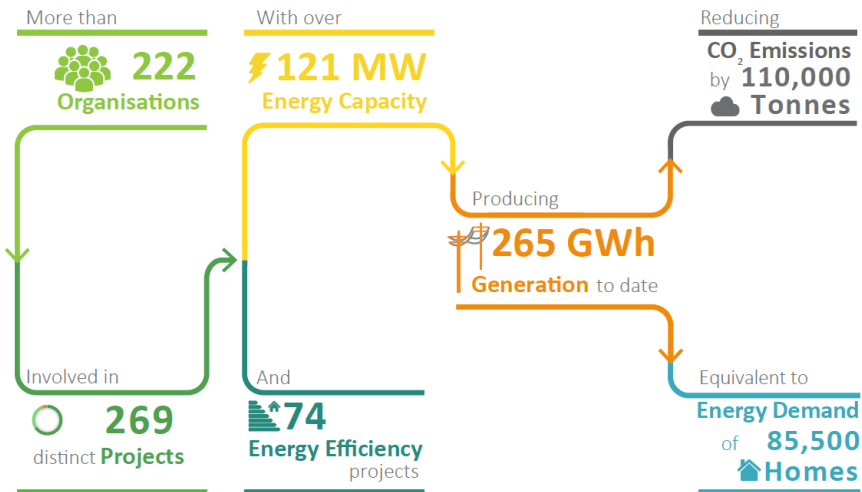 More than
222
Organisations
Involved in
269
distinct Projects
With over
121 MW
Energy Capacity
And
74
Energy Efficiency
projects
Producing
265 GWh
Generation to date
Reducing
CO₂ Emissions
by 110,000
Tonnes
Equivalent to
Energy Demand
of 85,500
Homes